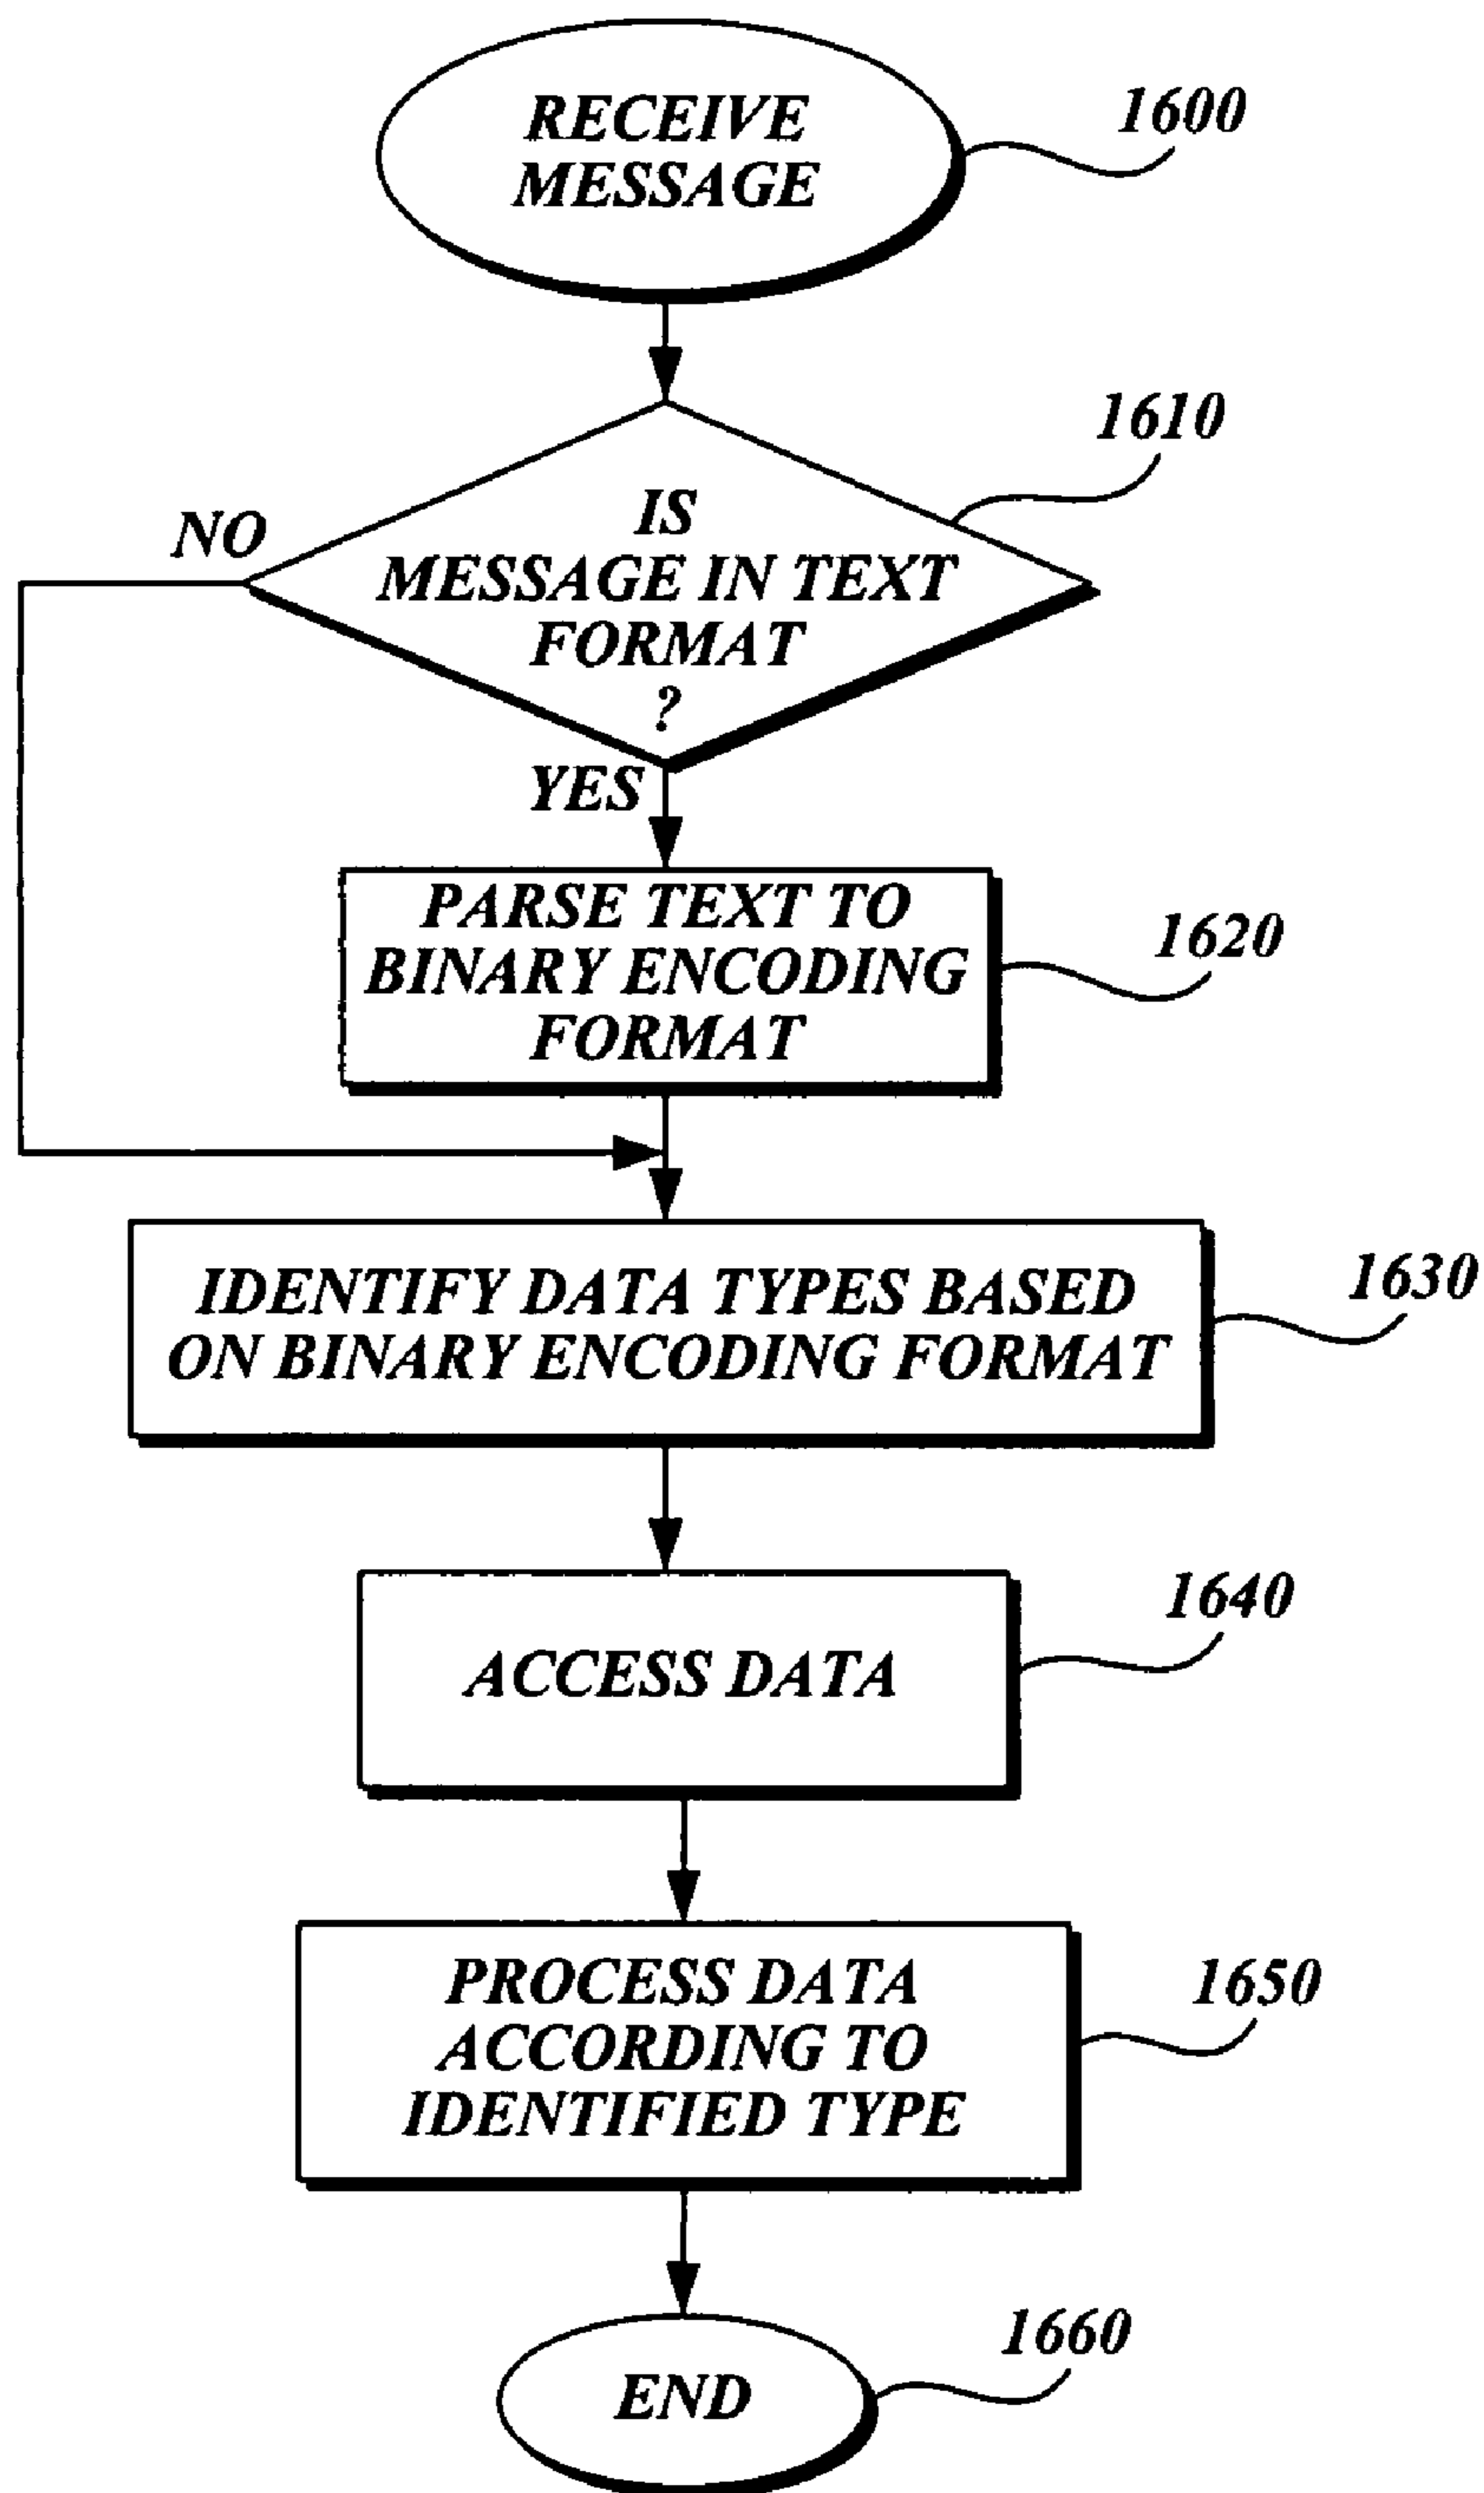 RECEIVE
MESSAGE
1600
1610
IS
MESSAGE IN TEXT
FORMAT
?
NO
YES
PARSE TEXT TO
BINARY ENCODING
FORMAT
1620
IDENTIFY DATA TYPES BASED
ON BINARY ENCODING FORMAT
1630
ACCESS DATA
1640
PROCESS DATA
ACCORDING TO
IDENTIFIED TYPE
1650
END
1660